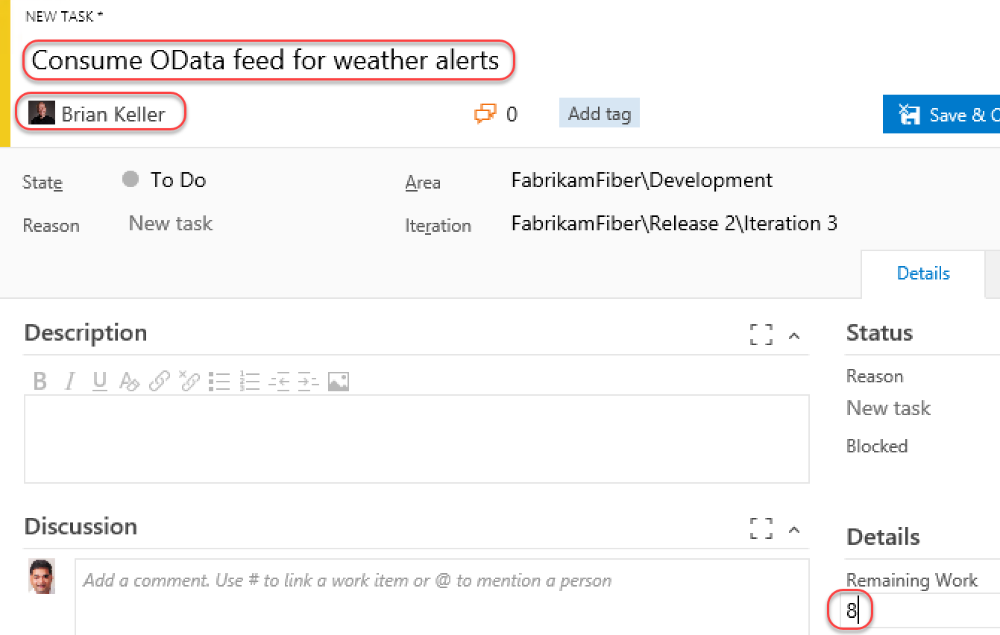 NEW TASK *
Consume OData feed for weather alerts
Brian Keller
0
Add tag
Save &
State
To Do
Area
FabrikamFiber\Development
Reason
New task
Iteration
FabrikamFiber\Release 2\Iteration 3
Details
Description
Status
B I U A
Reason
New task
Blocked
Discussion
Details
Add a comment. Use # to link a work item or @ to mention a person
Remaining Work
8